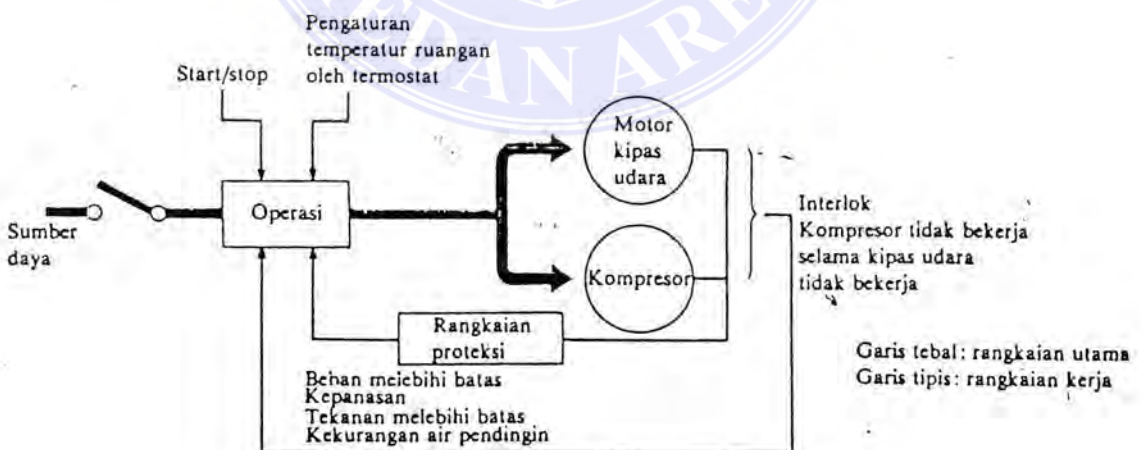 EDAN ARE
Pengaturan
temperatur ruangan
oleh termostat
Start/stop
Motor
kipas
udara
Operasi
Sumber
daya
Kompresor
Interlok
Kompresor tidak bekerja
selama kipas udara
tidak bekerja
Rangkaian
proteksi
Beban melebihi batas
Kepanasan
Tekanan melebihi batas
Kekurangan air pendingin
Garis tebal: rangkaian utama
Garis tipis: rangkaian kerja